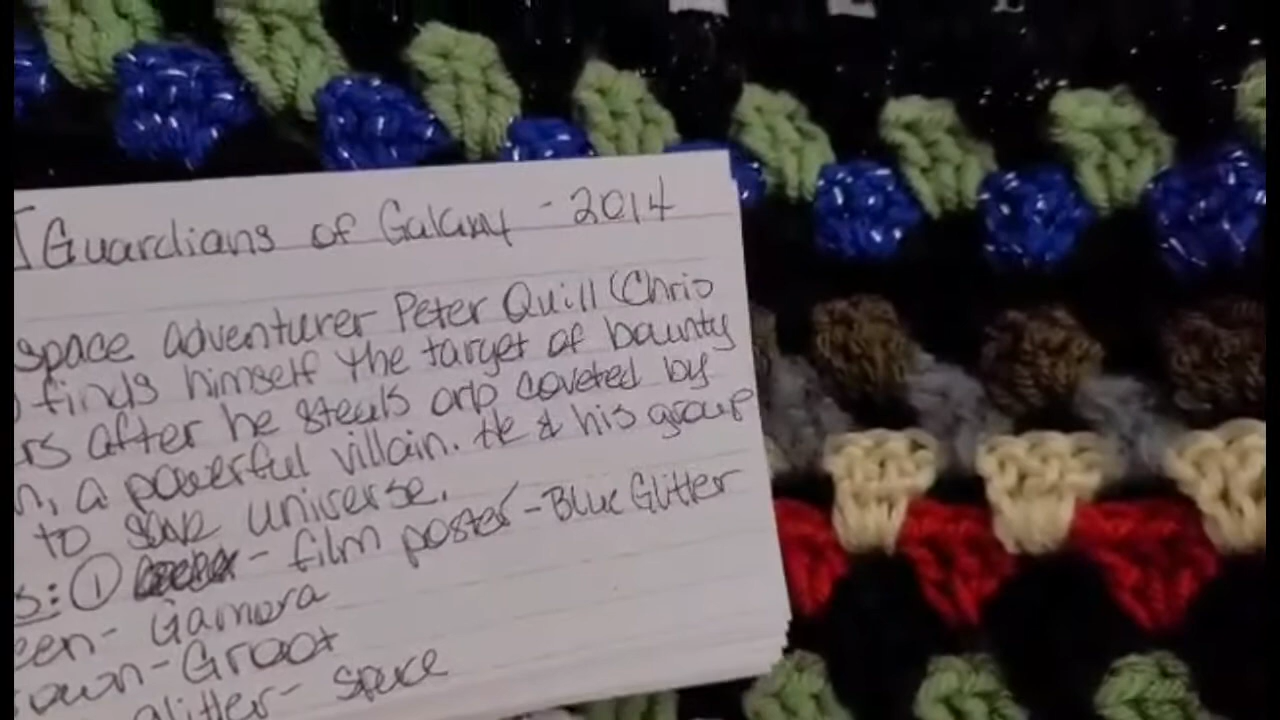 Guardians of Galaxy - 2014
space adventurer Peter Quill (Chris
finds himself the target of bounty
rs after he steals orb coveted by
n, a powerful villain. He & his group
to save universe.
s: ① - film poster - Blue Glitter
een - Gamora
rown - Groot
glitter - space